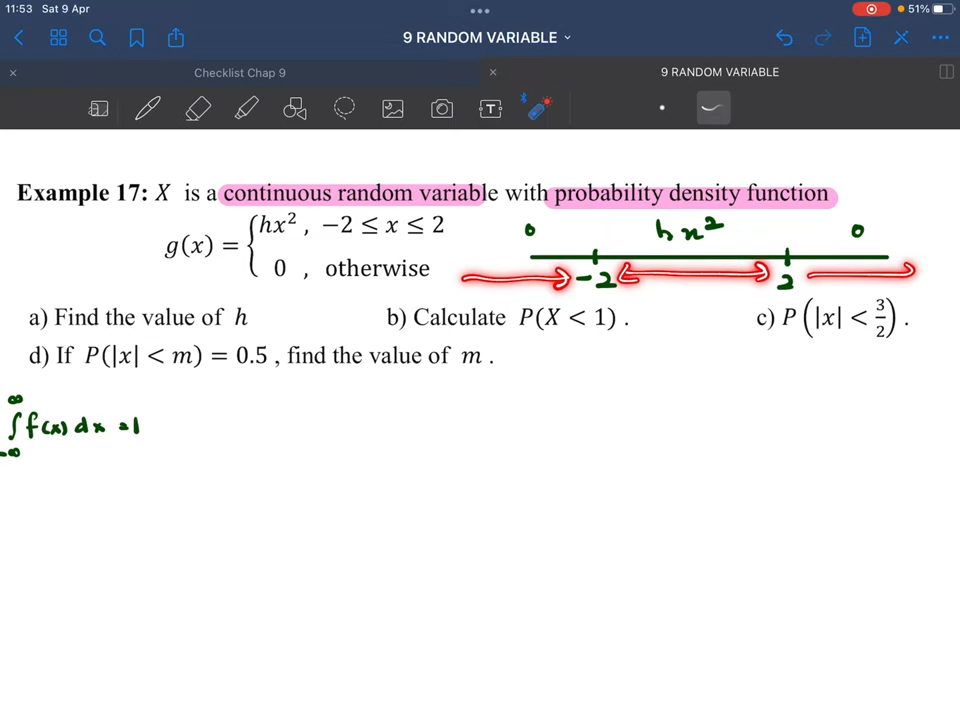 11:53 Sat 9 Apr
51%
9 RANDOM VARIABLE
Checklist Chap 9
9 RANDOM VARIABLE
Example 17: X is a continuous random variable with probability density function
g(x) = { hx² , −2 ≤ x ≤ 2
0 , otherwise
0 hx² 0
-2 2
a) Find the value of h b) Calculate P(X < 1) . c) P(|x| < 3/2) .
d) If P(|x| < m) = 0.5 , find the value of m .
∫_{-∞}^{∞} f(x) dx = 1